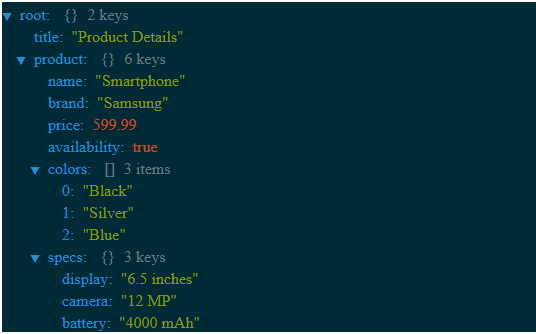 root: {} 2 keys
title: "Product Details"
product: {} 6 keys
name: "Smartphone"
brand: "Samsung"
price: 599.99
availability: true
colors: [] 3 items
0: "Black"
1: "Silver"
2: "Blue"
specs: {} 3 keys
display: "6.5 inches"
camera: "12 MP"
battery: "4000 mAh"